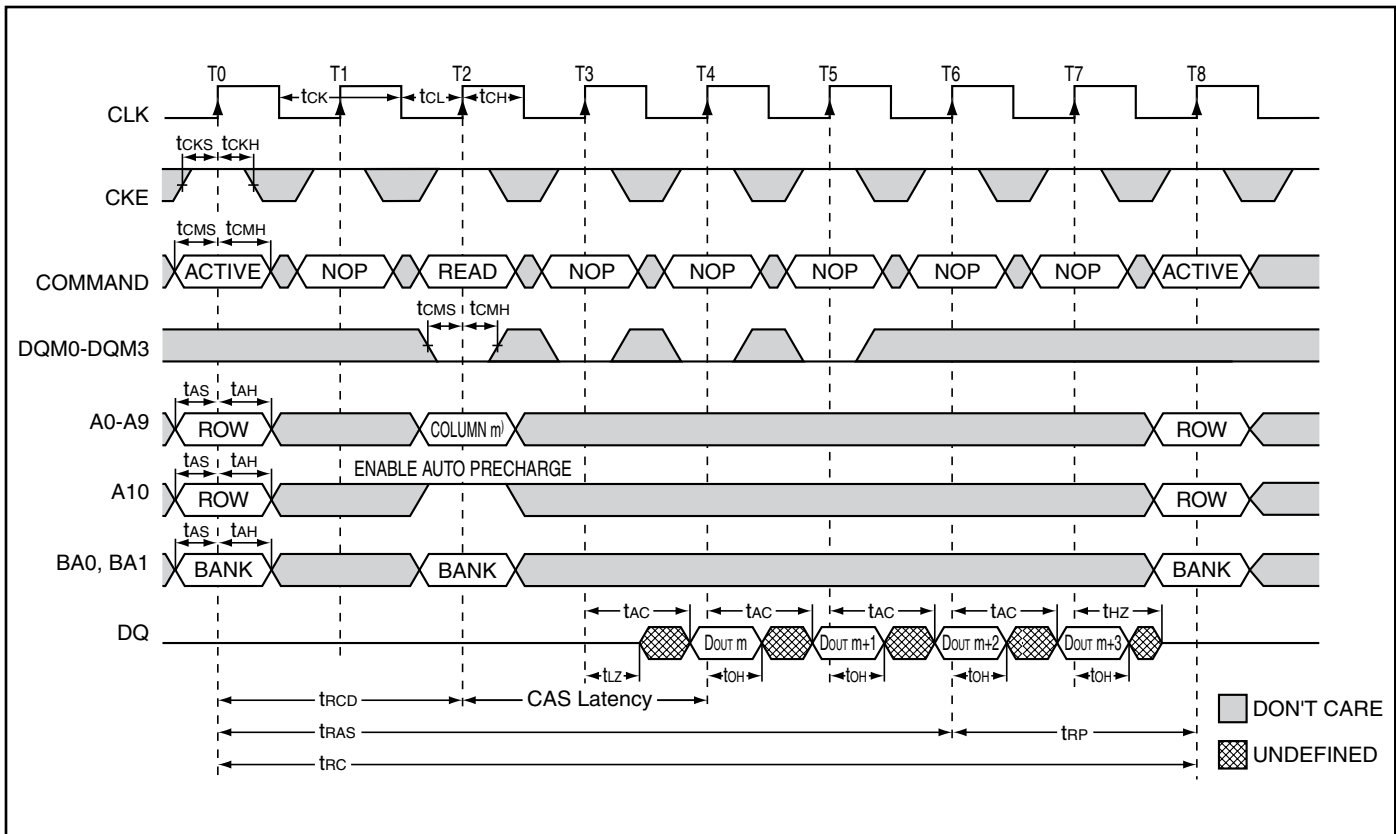 T0 T1 T2 T3 T4 T5 T6 T7 T8
CLK tCK tCL tCH
tCKS tCKH
CKE
tCMS tCMH
COMMAND ACTIVE NOP READ NOP NOP NOP NOP NOP ACTIVE
tCMS tCMH
DQM0-DQM3
tAS tAH
A0-A9 ROW COLUMN m) ROW
tAS tAH ENABLE AUTO PRECHARGE
A10 ROW ROW
tAS tAH
BA0, BA1 BANK BANK BANK
tAC tAC tAC tAC tHZ
DQ DOUT m DOUT m+1 DOUT m+2 DOUT m+3
tLZ tOH tOH tOH tOH
tRCD CAS Latency
DON'T CARE
tRAS tRP
UNDEFINED
tRC